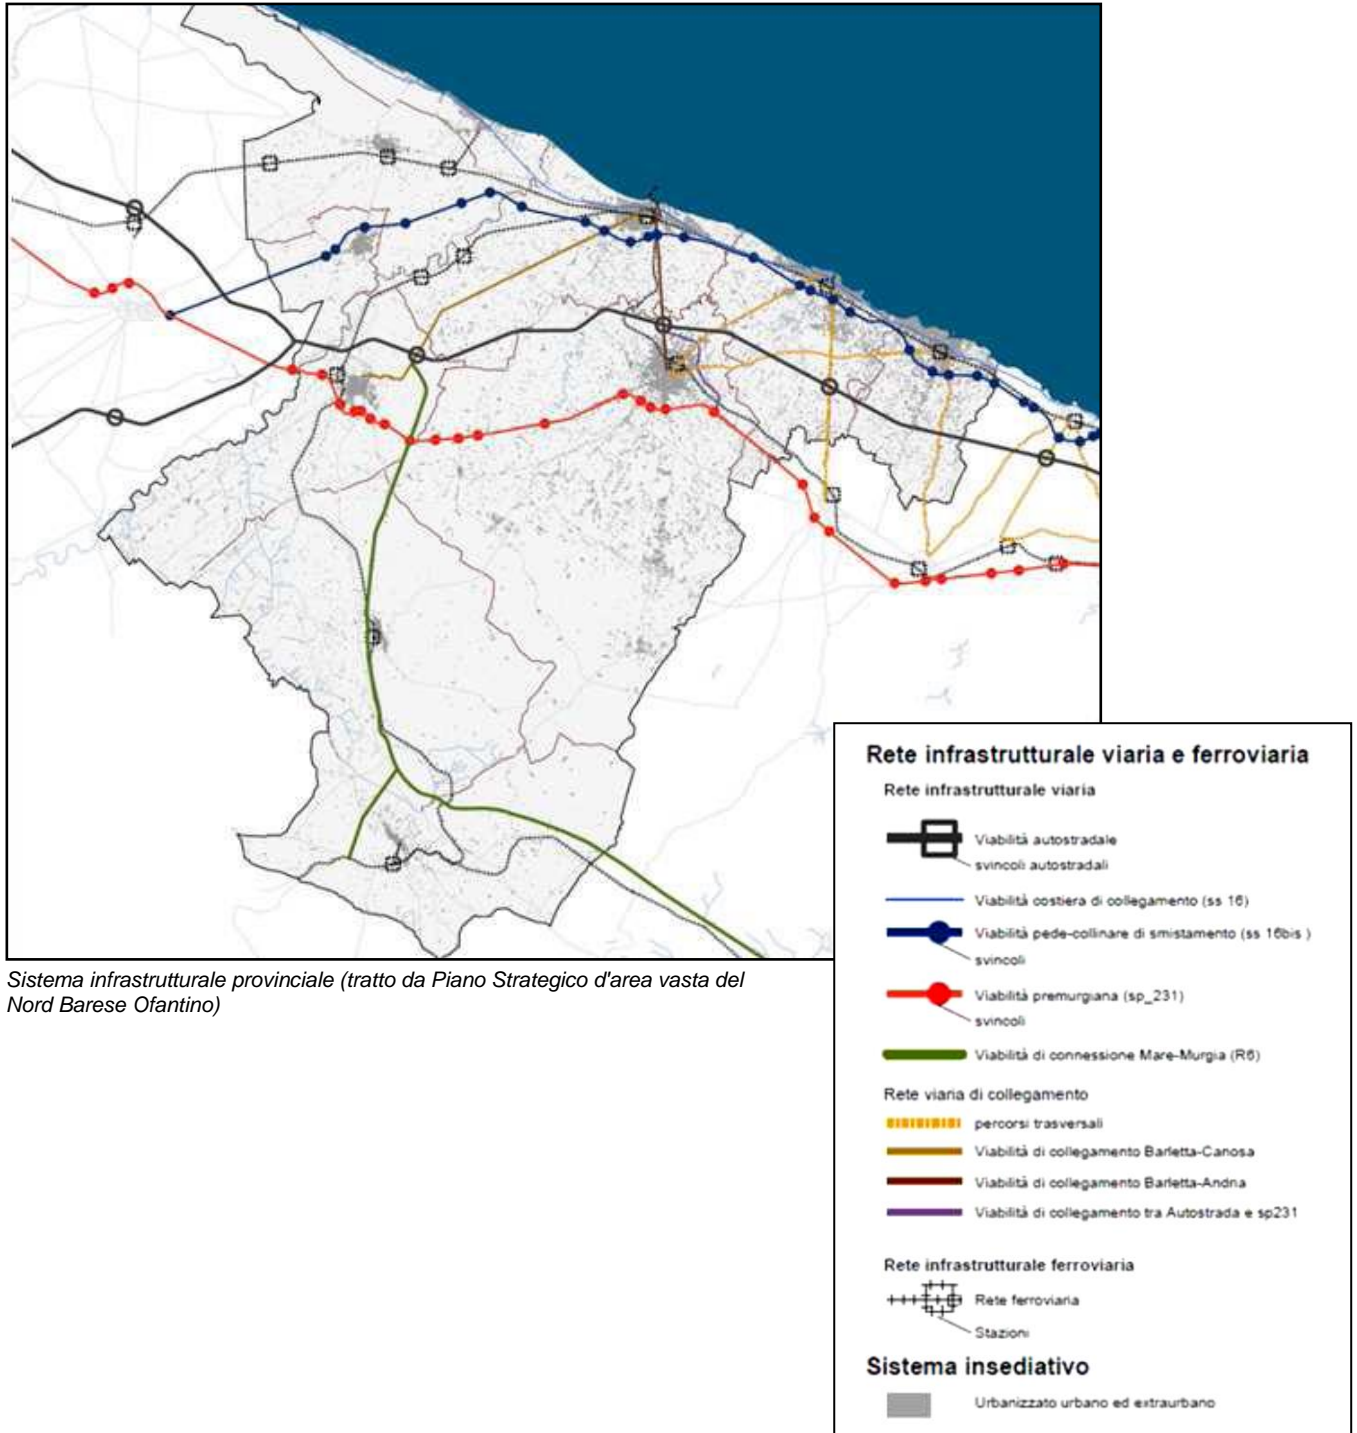 Sistema infrastrutturale provinciale (tratto da Piano Strategico d'area vasta del
Nord Barese Ofantino)
Rete infrastrutturale viaria e ferroviaria
Rete infrastrutturale viaria
Viabilità autostradale
svincoli autostradali
Viabilità costiera di collegamento (ss 16)
Viabilità pede-collinare di smistamento (ss 16bis )
svincoli
Viabilità premurgiana (sp_231)
svincoli
Viabilità di connessione Mare-Murgia (R6)
Rete viaria di collegamento
percorsi trasversali
Viabilità di collegamento Barletta-Canosa
Viabilità di collegamento Barletta-Andria
Viabilità di collegamento tra Autostrada e sp231
Rete infrastrutturale ferroviaria
Rete ferroviaria
Stazioni
Sistema insediativo
Urbanizzato urbano ed extraurbano